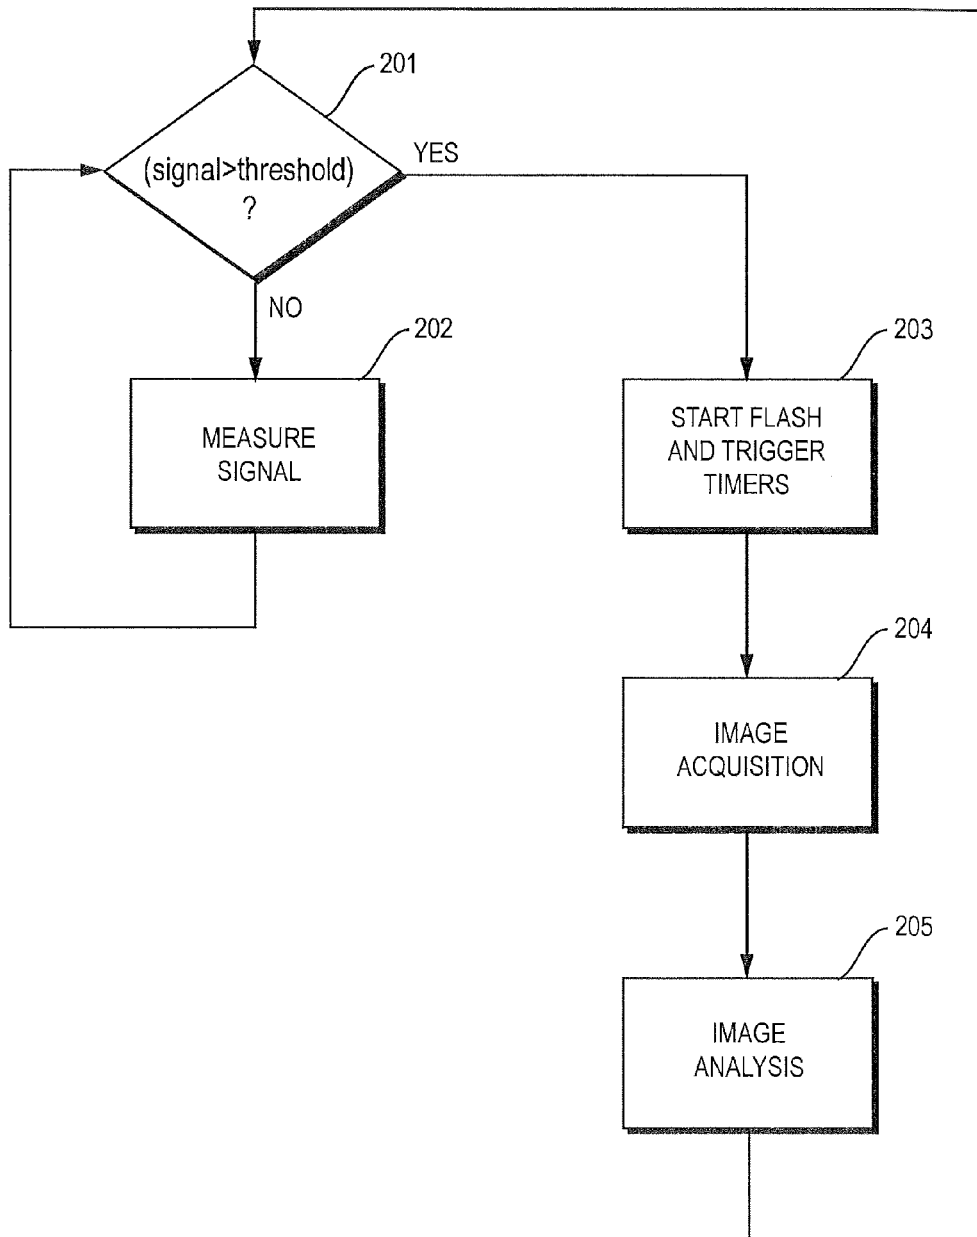 201
(signal>threshold)
?
YES
NO
202
MEASURE
SIGNAL
203
START FLASH
AND TRIGGER
TIMERS
204
IMAGE
ACQUISITION
205
IMAGE
ANALYSIS